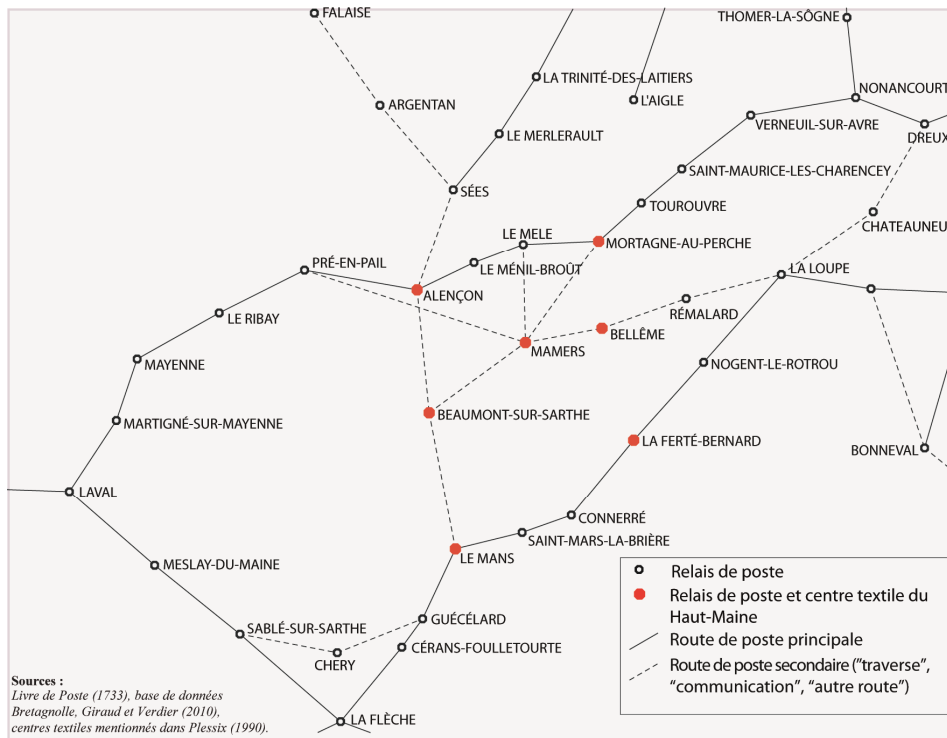 FALAISE
THOMER-LA-SÔGNE
LA TRINITÉ-DES-LAITIERS
L'AIGLE
NONANCOURT
ARGENTAN
VERNEUIL-SUR-AVRE
DREUX
LE MERLERAULT
SAINT-MAURICE-LES-CHARENCEY
SÉES
TOUROUVRE
CHATEAUNEU
LE MELE
MORTAGNE-AU-PERCHE
PRÉ-EN-PAIL
LE MÉNIL-BROÛT
LA LOUPE
ALENÇON
RÉMALARD
LE RIBAY
BELLÊME
MAMERS
MAYENNE
NOGENT-LE-ROTROU
BEAUMONT-SUR-SARTHE
MARTIGNÉ-SUR-MAYENNE
LA FERTÉ-BERNARD
BONNEVAL
LAVAL
CONNERRÉ
SAINT-MARS-LA-BRIÈRE
LE MANS
MESLAY-DU-MAINE
GUÉCÉLARD
SABLÉ-SUR-SARTHE
CÉRANS-FOULLETOURTE
CHERY
LA FLÈCHE
Relais de poste
Relais de poste et centre textile du
Haut-Maine
Route de poste principale
Route de poste secondaire ("traverse",
"communication", "autre route")
Sources :
Livre de Poste (1733), base de données
Bretagnolle, Giraud et Verdier (2010),
centres textiles mentionnés dans Plessix (1990).